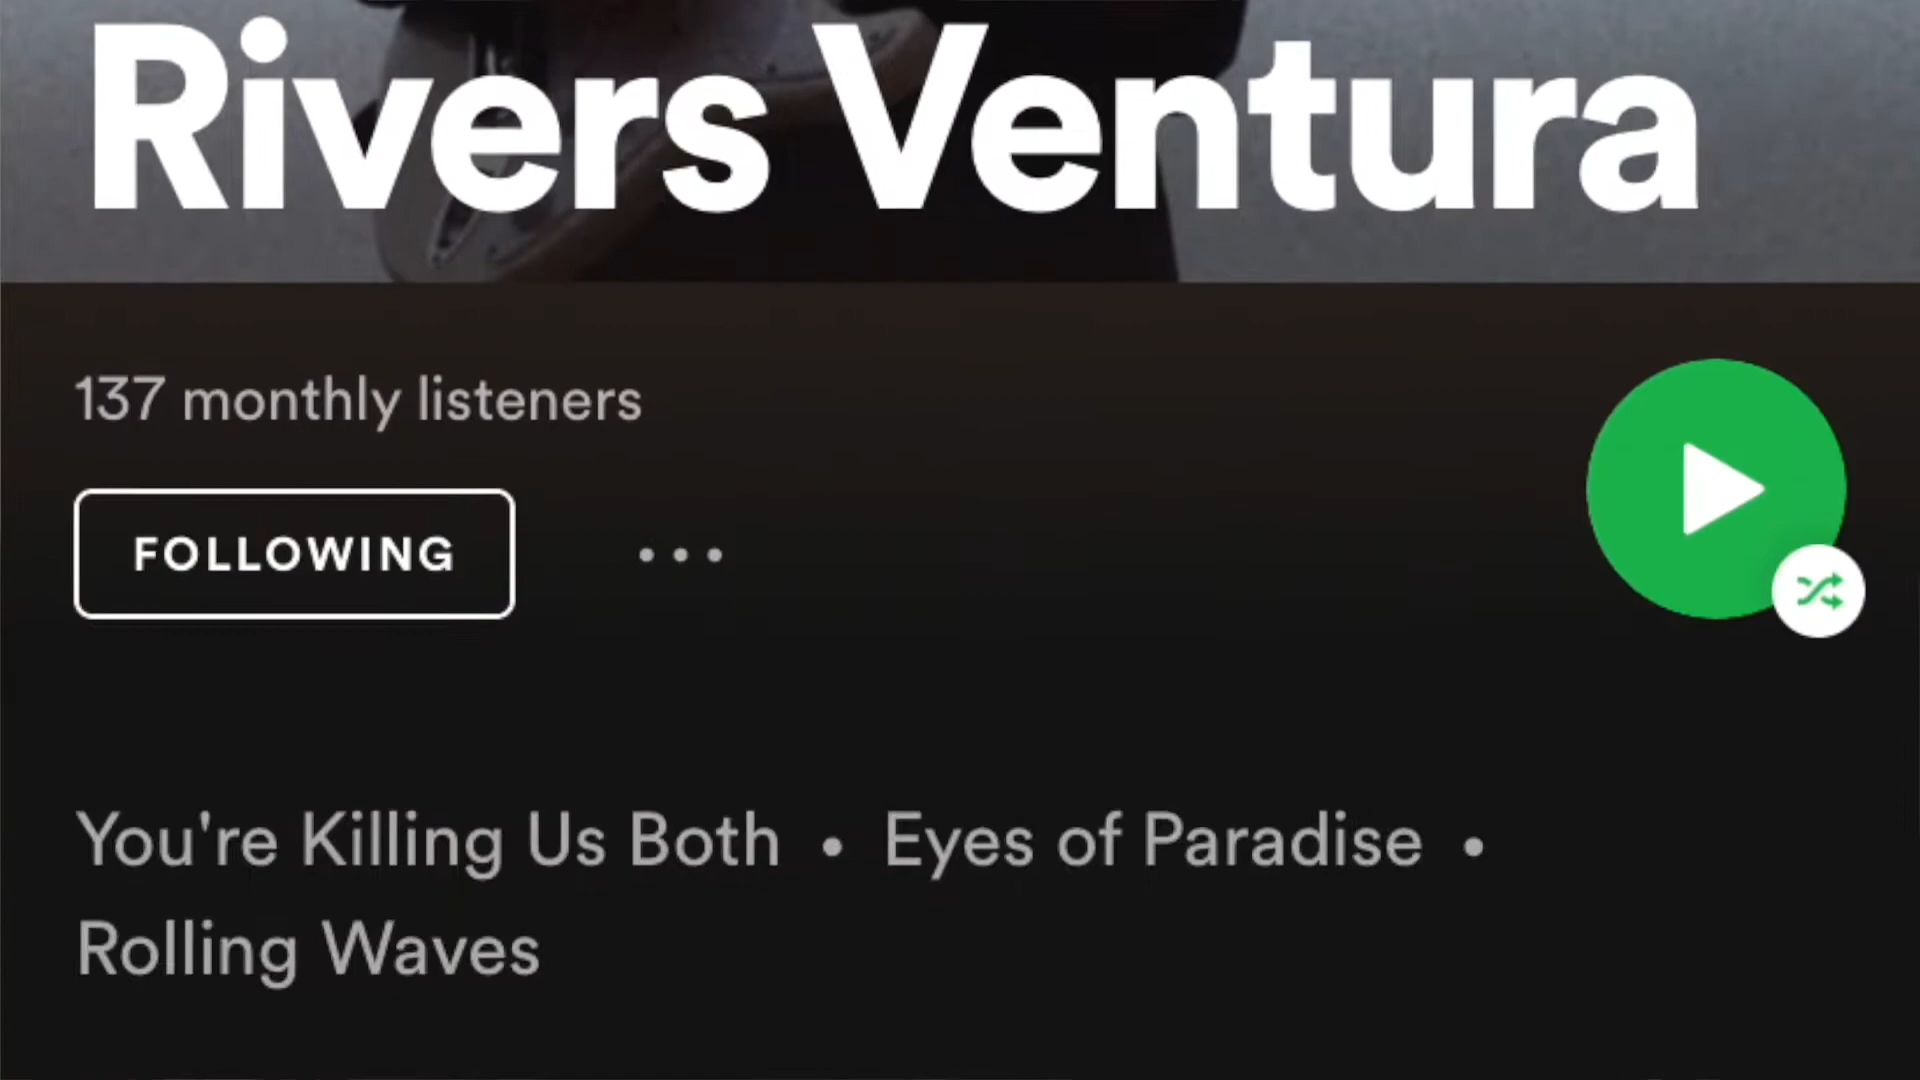 Rivers Ventura
137 monthly listeners
FOLLOWING
You're Killing Us Both • Eyes of Paradise •
Rolling Waves